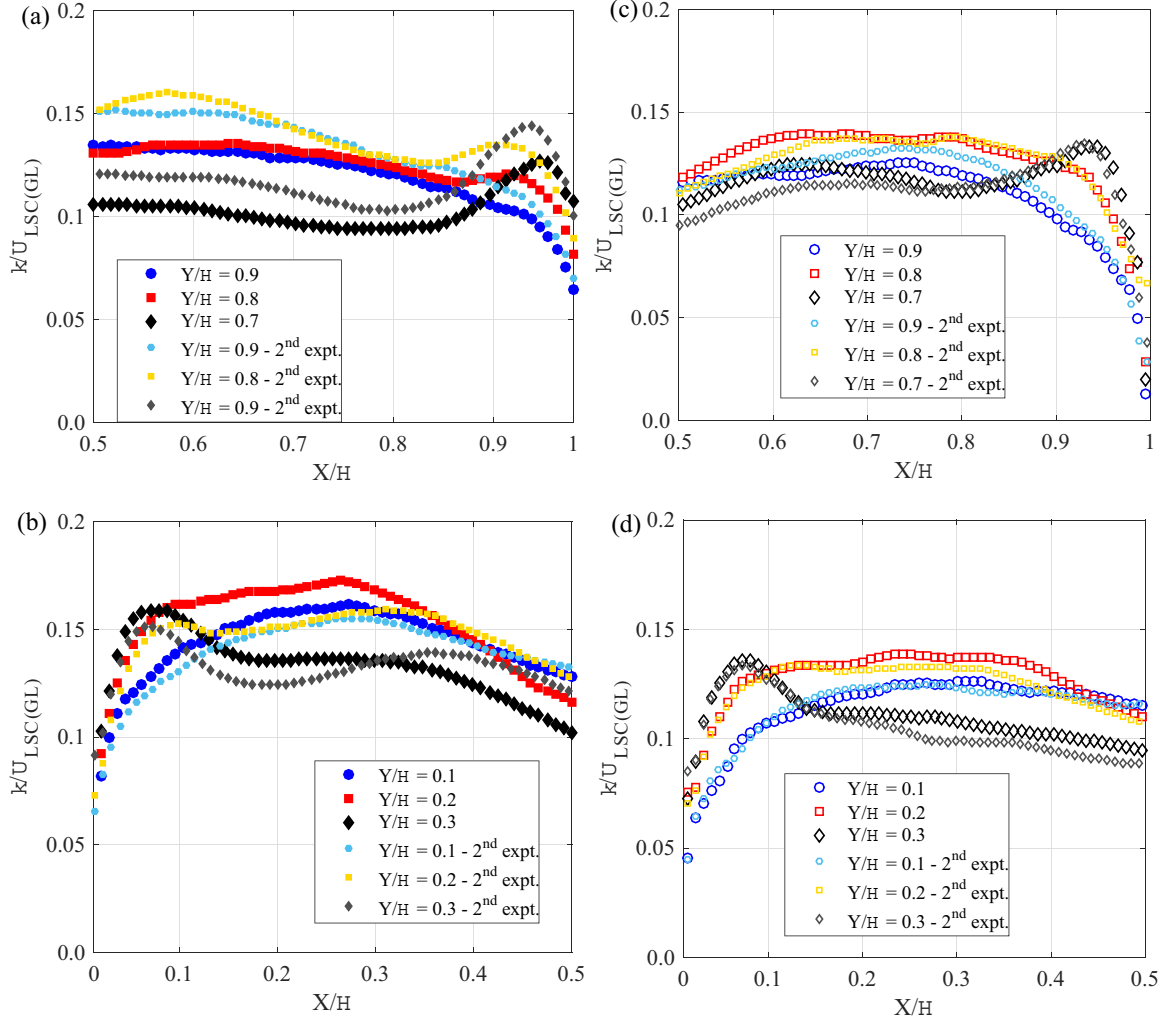 (a)
k/U_LSC(GL)
0.2
0.15
0.1
0.05
0.0
Y/H = 0.9
Y/H = 0.8
Y/H = 0.7
Y/H = 0.9 - 2nd expt.
Y/H = 0.8 - 2nd expt.
Y/H = 0.9 - 2nd expt.
0.5 0.6 0.7 0.8 0.9 1
X/H
(c)
k/U_LSC(GL)
0.2
0.15
0.1
0.05
0.0
Y/H = 0.9
Y/H = 0.8
Y/H = 0.7
Y/H = 0.9 - 2nd expt.
Y/H = 0.8 - 2nd expt.
Y/H = 0.7 - 2nd expt.
0.5 0.6 0.7 0.8 0.9 1
X/H
(b)
k/U_LSC(GL)
0.2
0.15
0.1
0.05
0.0
Y/H = 0.1
Y/H = 0.2
Y/H = 0.3
Y/H = 0.1 - 2nd expt.
Y/H = 0.2 - 2nd expt.
Y/H = 0.3 - 2nd expt.
0 0.1 0.2 0.3 0.4 0.5
X/H
(d)
k/U_LSC(GL)
0.2
0.15
0.1
0.05
0.0
Y/H = 0.1
Y/H = 0.2
Y/H = 0.3
Y/H = 0.1 - 2nd expt.
Y/H = 0.2 - 2nd expt.
Y/H = 0.3 - 2nd expt.
0 0.1 0.2 0.3 0.4 0.5
X/H